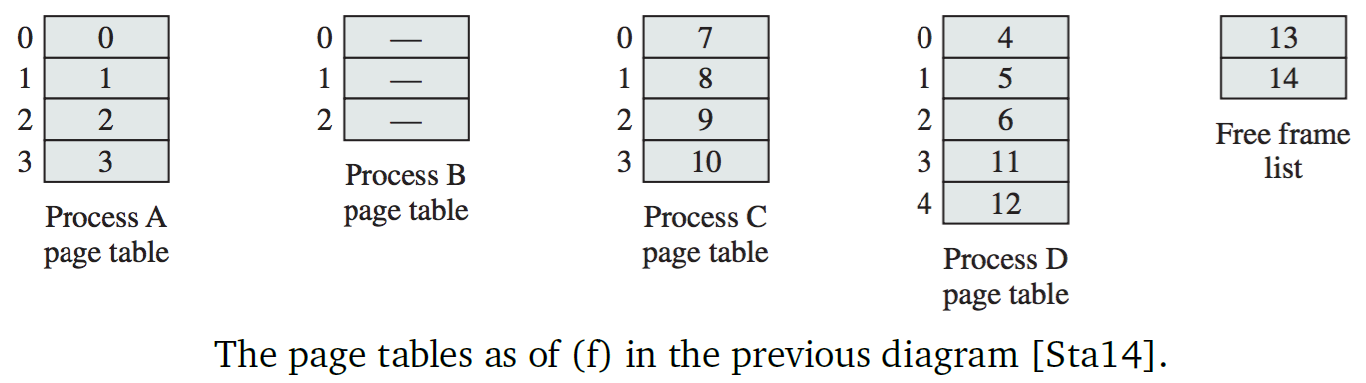 0 0
1 1
2 2
3 3
Process A
page table
0 —
1 —
2 —
Process B
page table
0 7
1 8
2 9
3 10
Process C
page table
0 4
1 5
2 6
3 11
4 12
Process D
page table
13
14
Free frame
list
The page tables as of (f) in the previous diagram [Sta14].